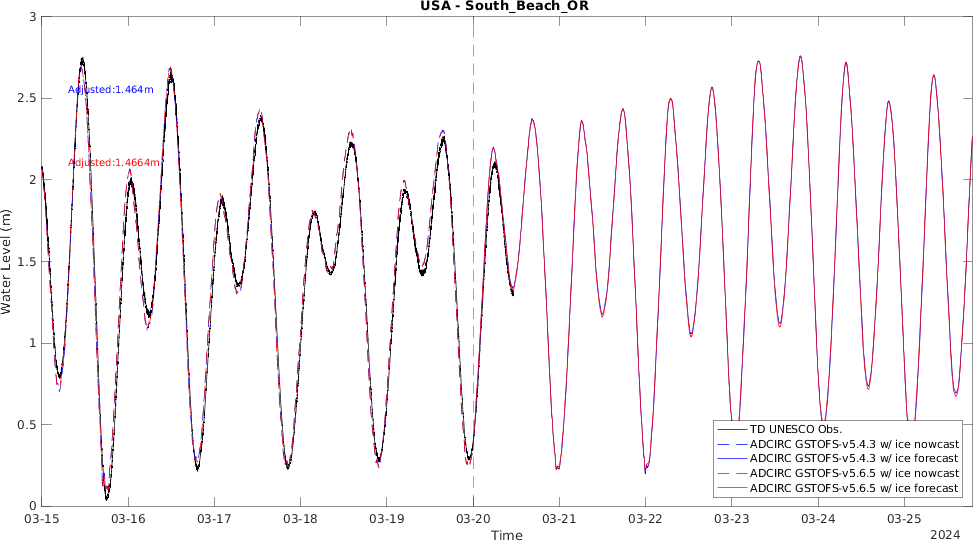 USA - South_Beach_OR
3
2.5
2
1.5
1
0.5
0
Water Level (m)
Adjusted:1.464m
Adjusted:1.4664m
TD UNESCO Obs.
ADCIRC GSTOFS-v5.4.3 w/ ice nowcast
ADCIRC GSTOFS-v5.4.3 w/ ice forecast
ADCIRC GSTOFS-v5.6.5 w/ ice nowcast
ADCIRC GSTOFS-v5.6.5 w/ ice forecast
03-15 03-16 03-17 03-18 03-19 03-20 03-21 03-22 03-23 03-24 03-25
Time
2024